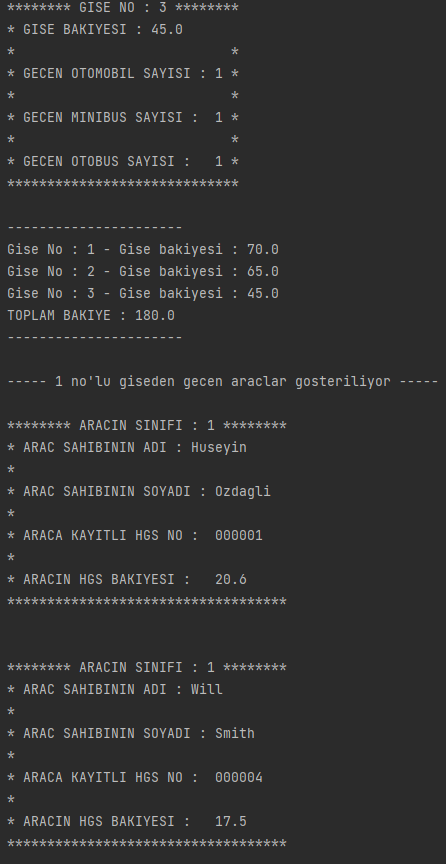 ******** GISE NO : 3 ********
* GISE BAKIYESI : 45.0
*                           *
* GECEN OTOMOBIL SAYISI : 1 *
*                           *
* GECEN MINIBUS SAYISI :  1 *
*                           *
* GECEN OTOBUS SAYISI :   1 *
*****************************
----------------------
Gise No : 1 - Gise bakiyesi : 70.0
Gise No : 2 - Gise bakiyesi : 65.0
Gise No : 3 - Gise bakiyesi : 45.0
TOPLAM BAKIYE : 180.0
----------------------
----- 1 no'lu giseden gecen araclar gosteriliyor -----
******** ARACIN SINIFI : 1 ********
* ARAC SAHIBININ ADI : Huseyin
*
* ARAC SAHIBININ SOYADI : Ozdagli
*
* ARACA KAYITLI HGS NO :  000001
*
* ARACIN HGS BAKIYESI :   20.6
***********************************
******** ARACIN SINIFI : 1 ********
* ARAC SAHIBININ ADI : Will
*
* ARAC SAHIBININ SOYADI : Smith
*
* ARACA KAYITLI HGS NO :  000004
*
* ARACIN HGS BAKIYESI :   17.5
***********************************